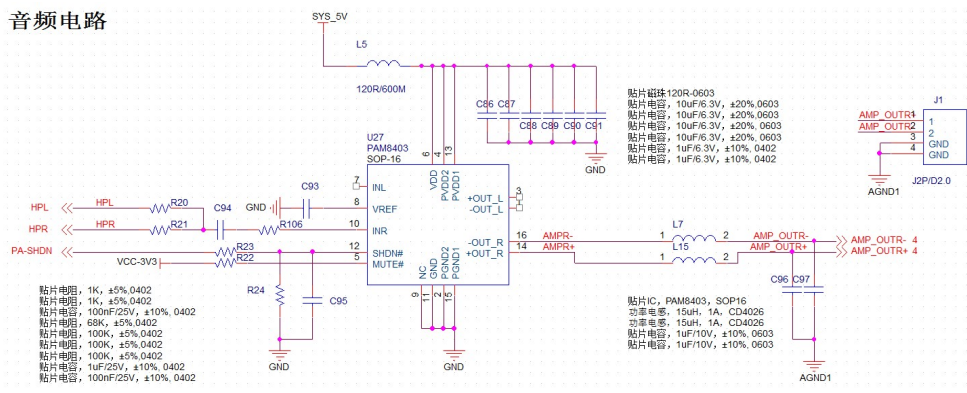 音频电路
SYS_5V
L5
120R/600M
C86 C87
C88 C89 C90 C91
GND
贴片磁珠120R-0603
贴片电容，10uF/6.3V，±20%,0603
贴片电容，10uF/6.3V，±20%,0603
贴片电容，10uF/6.3V，±20%,0603
贴片电容，10uF/6.3V，±20%,0603
贴片电容，1uF/6.3V，±10%, 0402
贴片电容，1uF/6.3V，±10%, 0402
J1
AMP_OUTR+ 1 1
AMP_OUTR- 2 2
3 GND
4 GND
AGND1
J2P/D2.0
U27
PAM8403
SOP-16
6 4 13
VDD PVDD2 PVDD1
7 INL
C93
GND 8 VREF
HPL HPL R20
C94
HPR HPR R21 R106 10 INR
PA-SHDN R23 12 SHDN#
VCC-3V3 R22 5 MUTE#
+OUT_L 3
-OUT_L 1
-OUT_R 16 AMPR- 1 L7 2 AMP_OUTR- AMP_OUTR- 4
+OUT_R 14 AMPR+ 1 L15 2 AMP_OUTR+ AMP_OUTR+ 4
NC GND PGND2 PGND1
9 11 2 15
R24
C95
C96 C97
GND
GND
AGND1
贴片电阻，1K，±5%,0402
贴片电阻，1K，±5%,0402
贴片电容，100nF/25V，±10%, 0402
贴片电阻，68K，±5%,0402
贴片电阻，100K，±5%,0402
贴片电阻，100K，±5%,0402
贴片电阻，100K，±5%,0402
贴片电容，1uF/25V，±10%, 0402
贴片电容，100nF/25V，±10%, 0402
贴片IC，PAM8403，SOP16
功率电感，15uH，1A，CD4026
功率电感，15uH，1A，CD4026
贴片电容，1uF/10V，±10%, 0603
贴片电容，1uF/10V，±10%, 0603